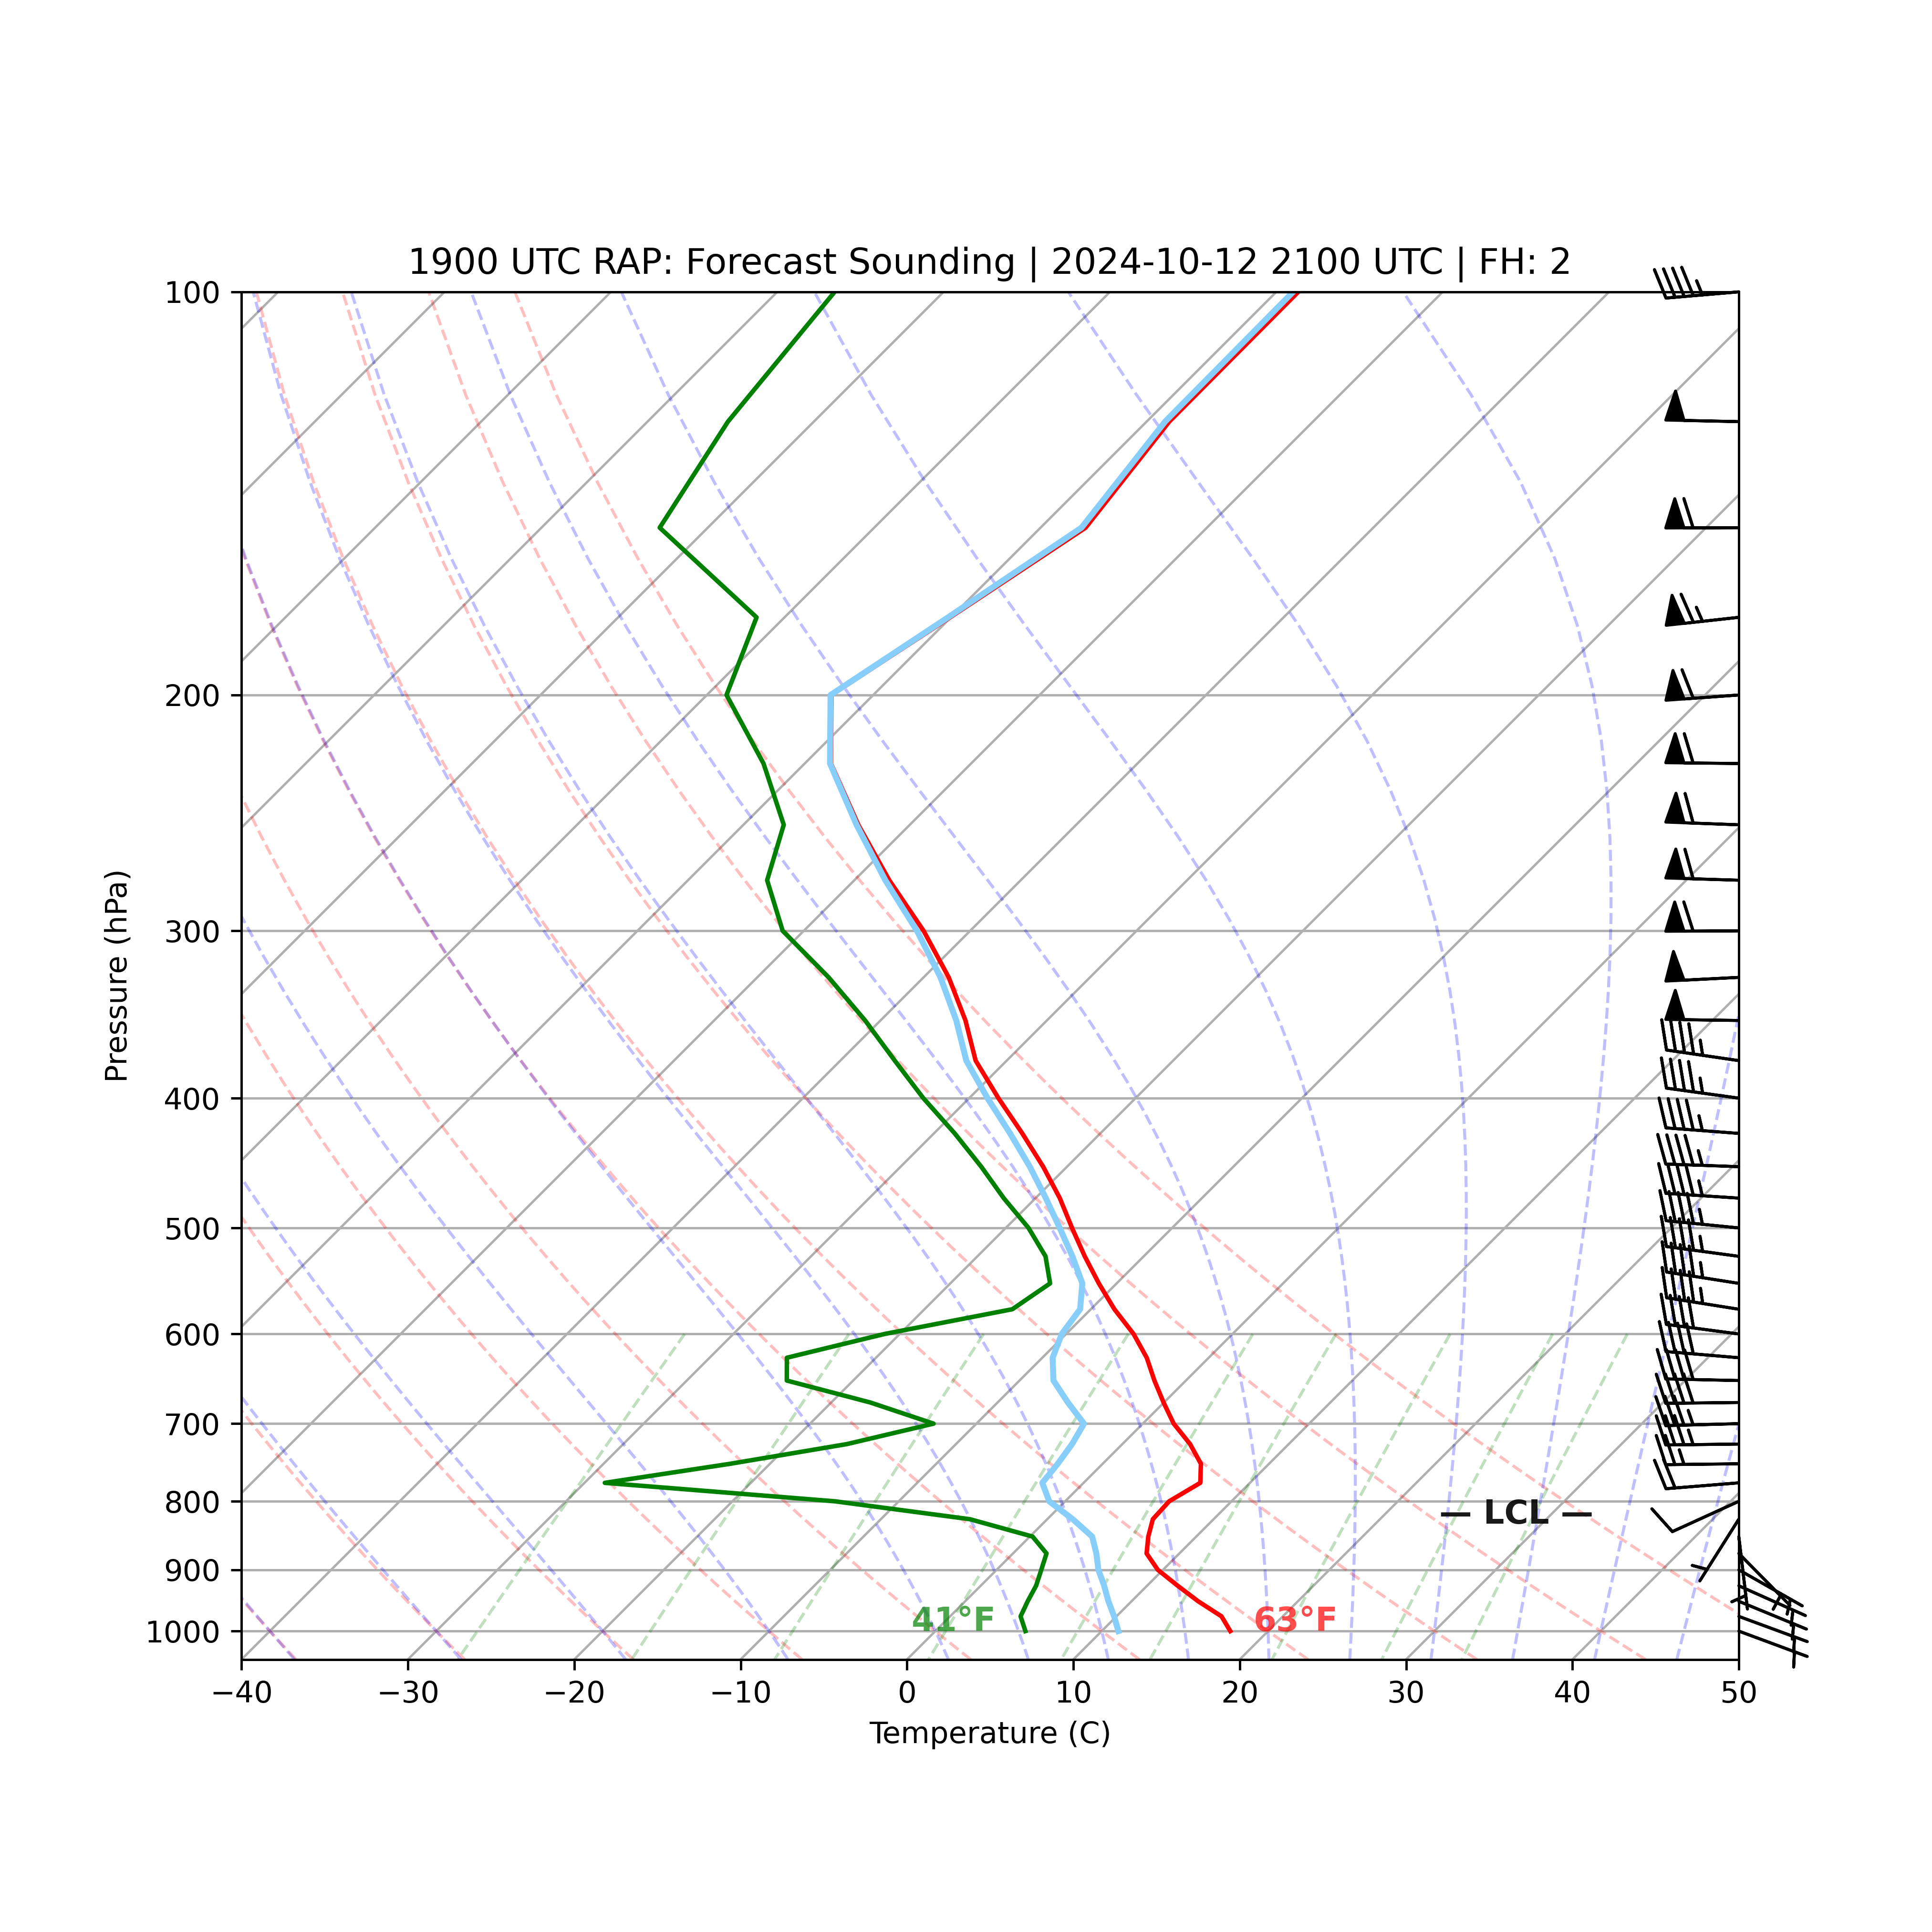 1900 UTC RAP: Forecast Sounding | 2024-10-12 2100 UTC | FH: 2
100
200
300
400
500
600
700
800
900
1000
Pressure (hPa)
— LCL —
41°F
63°F
−40 −30 −20 −10 0 10 20 30 40 50
Temperature (C)